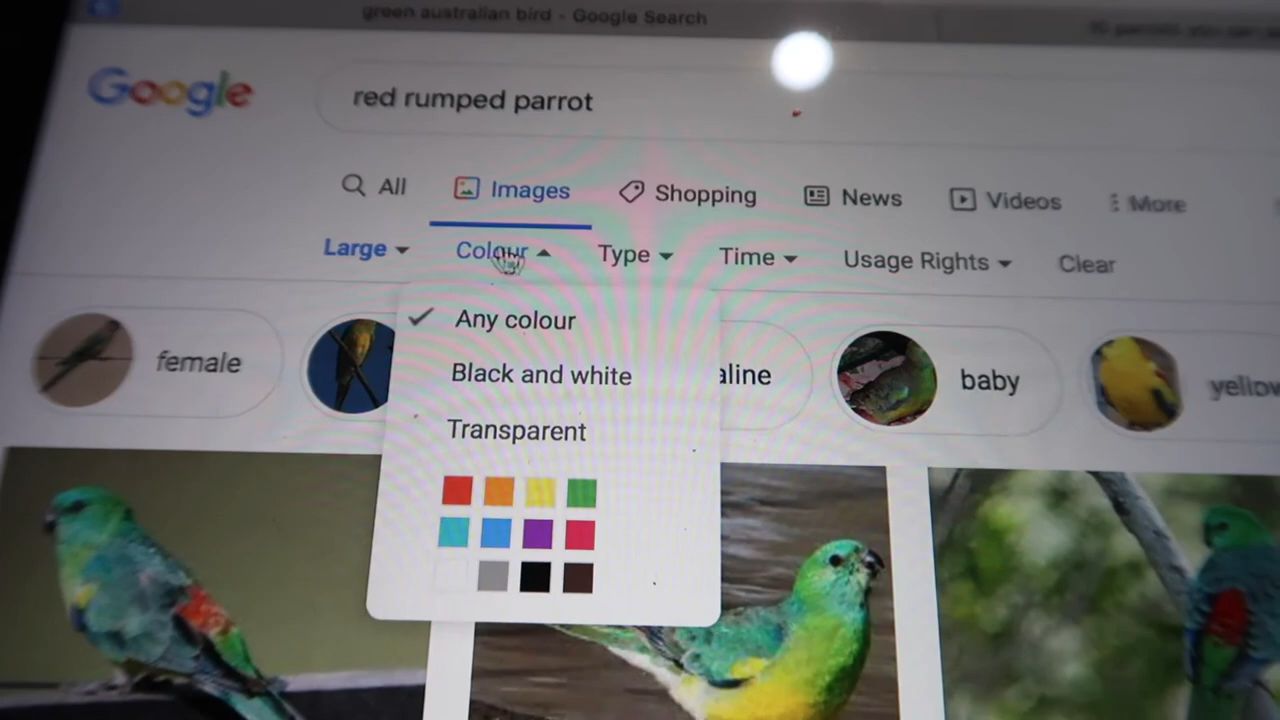 green australian bird - Google Search
Google
red rumped parrot
All Images Shopping News Videos More
Large Colour Type Time Usage Rights Clear
Any colour
Black and white
Transparent
female
aline
baby
yellow